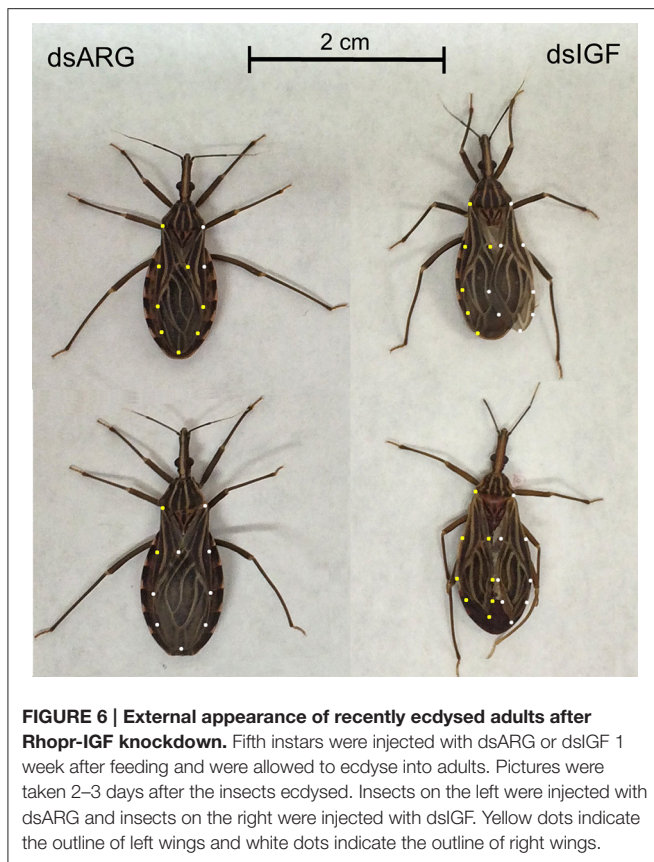 dsARG
2 cm
dsIGF
FIGURE 6 | External appearance of recently ecdysed adults after
Rhopr-IGF knockdown. Fifth instars were injected with dsARG or dsIGF 1
week after feeding and were allowed to ecdyse into adults. Pictures were
taken 2–3 days after the insects ecdysed. Insects on the left were injected with
dsARG and insects on the right were injected with dsIGF. Yellow dots indicate
the outline of left wings and white dots indicate the outline of right wings.